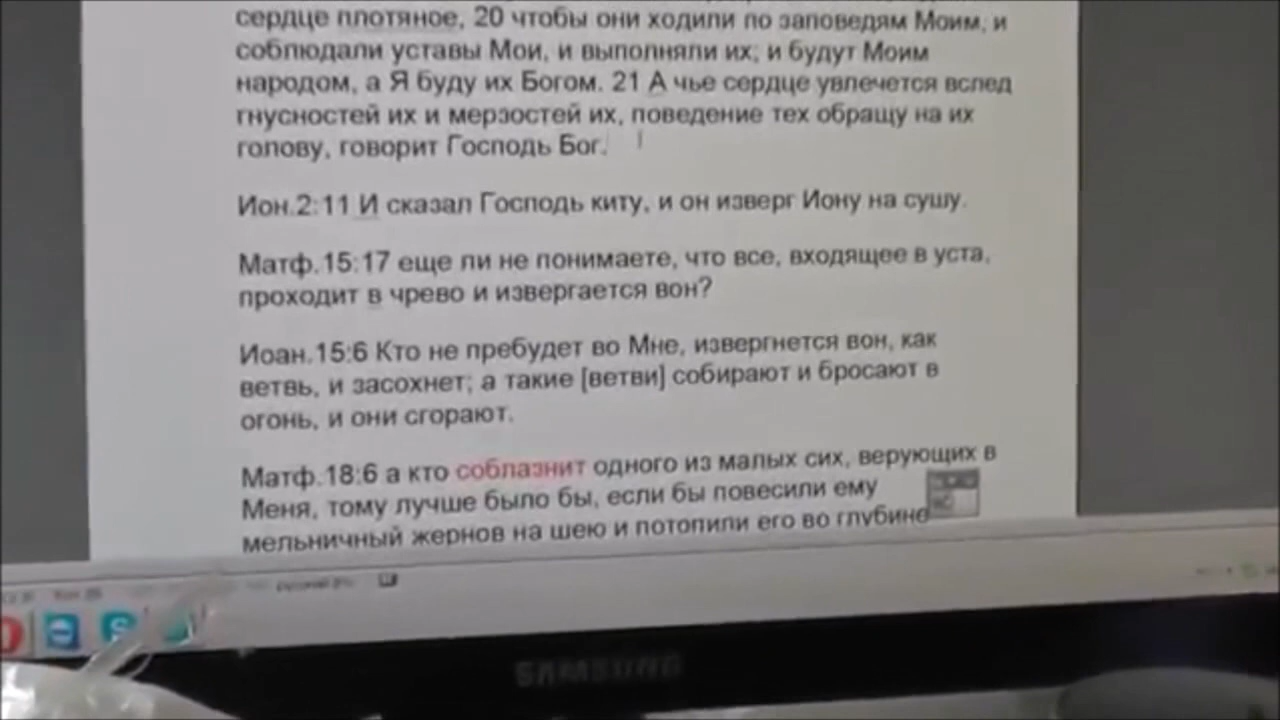 сердце плотяное, 20 чтобы они ходили по заповедям Моим, и
соблюдали уставы Мои, и выполняли их; и будут Моим
народом, а Я буду их Богом. 21 А чье сердце увлечется вслед
гнусностей их и мерзостей их, поведение тех обращу на их
голову, говорит Господь Бог.
Ион.2:11 И сказал Господь киту, и он изверг Иону на сушу.
Матф.15:17 еще ли не понимаете, что все, входящее в уста,
проходит в чрево и извергается вон?
Иоан.15:6 Кто не пребудет во Мне, извергнется вон, как
ветвь, и засохнет; а такие [ветви] собирают и бросают в
огонь, и они сгорают.
Матф.18:6 а кто соблазнит одного из малых сих, верующих в
Меня, тому лучше было бы, если бы повесили ему
мельничный жернов на шею и потопили его во глубине
SAMSUNG